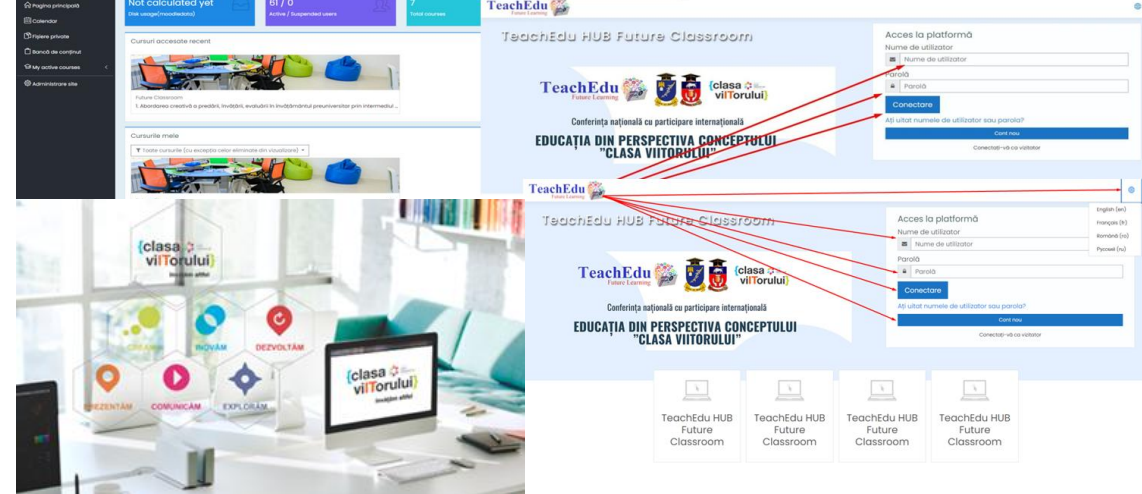 Pagina principală
Calendar
Fișiere private
Bancă de conținut
My active courses
Administrare site
Not calculated yet
Disk usage(moodledata)
61 / 0
Active / Suspended users
7
Total courses
Cursuri accesate recent
Future Classroom
1. Abordarea creativă a predării, învățării, evaluării în învățământul preuniversitar prin intermediul ...
Cursurile mele
Toate cursurile (cu excepția celor eliminate din vizualizare)
TeachEdu
Future Learning
TeachEdu HUB Future Classroom
TeachEdu
Future Learning
{clasa
viITorului}
Conferința națională cu participare internațională
EDUCAȚIA DIN PERSPECTIVA CONCEPTULUI
"CLASA VIITORULUI"
Acces la platformă
Nume de utilizator
Nume de utilizator
Parolă
Parolă
Conectare
Ați uitat numele de utilizator sau parola?
Cont nou
Conectați-vă ca vizitator
{clasa
viITorului}
învățăm altfel
CREĂM
INOVĂM
DEZVOLTĂM
PREZENTĂM
COMUNICĂM
EXPLORĂM
{clasa
viITorului}
învățăm altfel
TeachEdu
Future Learning
English (en)
Français (fr)
Română (ro)
Русский (ru)
TeachEdu HUB Future Classroom
TeachEdu
Future Learning
{clasa
viITorului}
Conferința națională cu participare internațională
EDUCAȚIA DIN PERSPECTIVA CONCEPTULUI
"CLASA VIITORULUI"
Acces la platformă
Nume de utilizator
Nume de utilizator
Parolă
Parolă
Conectare
Ați uitat numele de utilizator sau parola?
Cont nou
Conectați-vă ca vizitator
TeachEdu HUB
Future
Classroom
TeachEdu HUB
Future
Classroom
TeachEdu HUB
Future
Classroom
TeachEdu HUB
Future
Classroom